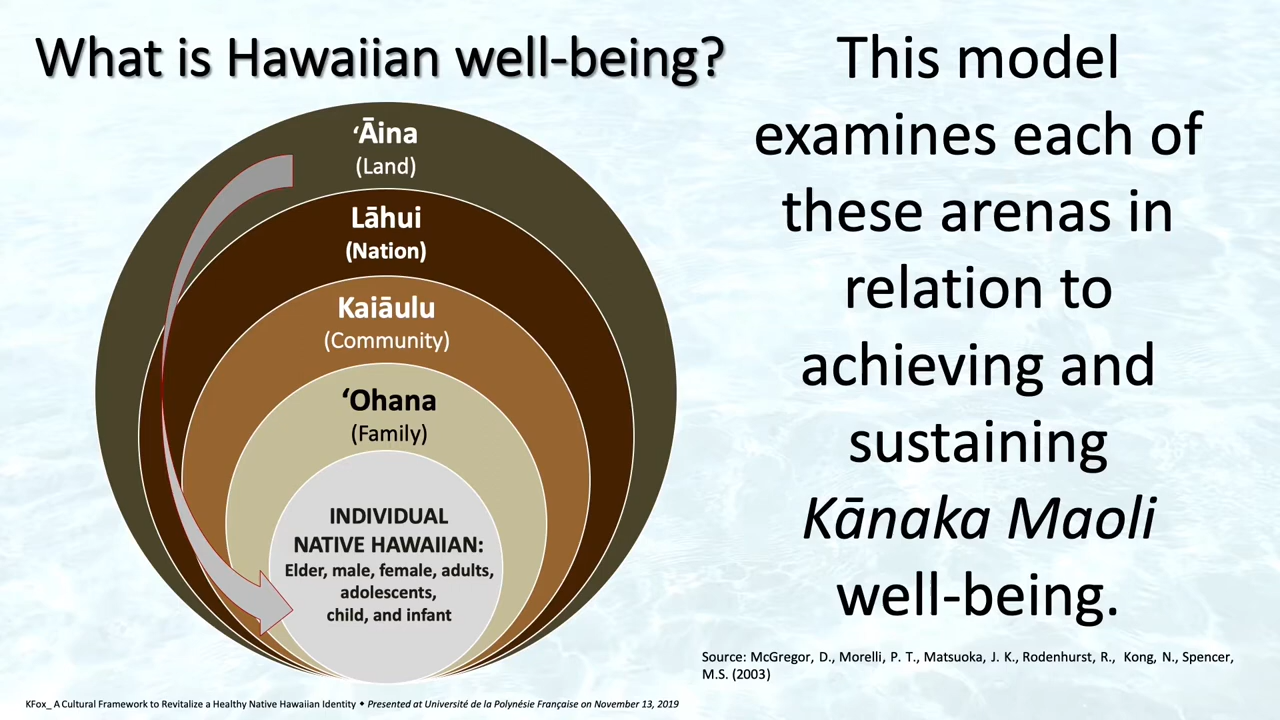 What is Hawaiian well-being?
‘Āina
(Land)
Lāhui
(Nation)
Kaiāulu
(Community)
‘Ohana
(Family)
INDIVIDUAL
NATIVE HAWAIIAN:
Elder, male, female, adults,
adolescents,
child, and infant
This model
examines each of
these arenas in
relation to
achieving and
sustaining
Kānaka Maoli
well-being.
Source: McGregor, D., Morelli, P. T., Matsuoka, J. K., Rodenhurst, R., Kong, N., Spencer,
M.S. (2003)
KFox_ A Cultural Framework to Revitalize a Healthy Native Hawaiian Identity ◆ Presented at Université de la Polynésie Française on November 13, 2019